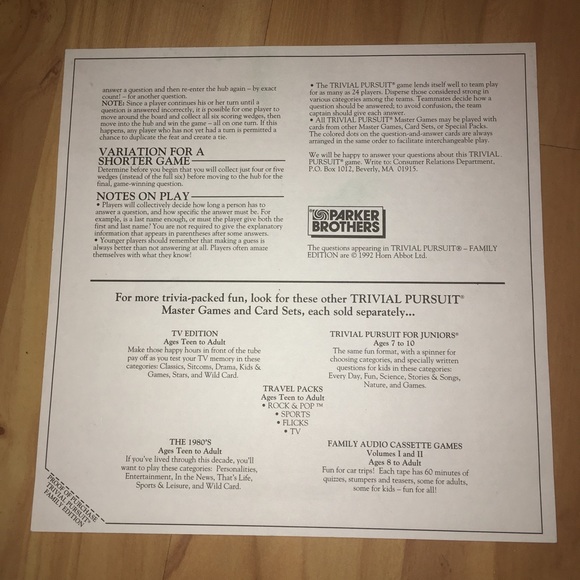 answer a question and then re-enter the hub again – by exact
count! – for another question.
NOTE: Since a player continues his or her turn until a
question is answered incorrectly, it is possible for one player to
move around the board and collect all six scoring wedges, then
move into the hub and win the game – all on one turn. If this
happens, any player who has not yet had a turn is permitted a
chance to duplicate the feat and create a tie.
VARIATION FOR A
SHORTER GAME
Determine before you begin that you will collect just four or five
wedges (instead of the full six) before moving to the hub for the
final, game-winning question.
NOTES ON PLAY
• Players will collectively decide how long a person has to
answer a question, and how specific the answer must be. For
example, is a last name enough, or must the player give both the
first and last name? You are not required to give the explanatory
information that appears in parentheses after some answers.
• Younger players should remember that making a guess is
always better than not answering at all. Players often amaze
themselves with what they know!
• The TRIVIAL PURSUIT® game lends itself well to team play
for as many as 24 players. Disperse those considered strong in
various categories among the teams. Teammates decide how a
question should be answered; to avoid confusion, the team
captain should give each answer.
• All TRIVIAL PURSUIT® Master Games may be played with
cards from other Master Games, Card Sets, or Special Packs.
The colored dots on the question-and-answer cards are always
arranged in the same order to facilitate interchangeable play.
We will be happy to answer your questions about this TRIVIAL
PURSUIT® game. Write to: Consumer Relations Department,
P.O. Box 1012, Beverly, MA 01915.
PARKER
BROTHERS
The questions appearing in TRIVIAL PURSUIT® – FAMILY
EDITION are © 1992 Horn Abbot Ltd.
For more trivia-packed fun, look for these other TRIVIAL PURSUIT®
Master Games and Card Sets, each sold separately...
TV EDITION
Ages Teen to Adult
Make those happy hours in front of the tube
pay off as you test your TV memory in these
categories: Classics, Sitcoms, Drama, Kids &
Games, Stars, and Wild Card.
TRIVIAL PURSUIT FOR JUNIORS®
Ages 7 to 10
The same fun format, with a spinner for
choosing categories, and specially written
questions for kids in these categories:
Every Day, Fun, Science, Stories & Songs,
Nature, and Games.
TRAVEL PACKS
Ages Teen to Adult
• ROCK & POP ™
• SPORTS
• FLICKS
• TV
THE 1980'S
Ages Teen to Adult
If you've lived through this decade, you'll
want to play these categories: Personalities,
Entertainment, In the News, That's Life,
Sports & Leisure, and Wild Card.
FAMILY AUDIO CASSETTE GAMES
Volumes I and II
Ages 8 to Adult
Fun for car trips! Each tape has 60 minutes of
quizzes, stumpers and teasers, some for adults,
some for kids – fun for all!
PROOF OF PURCHASE
TRIVIAL PURSUIT®
FAMILY EDITION